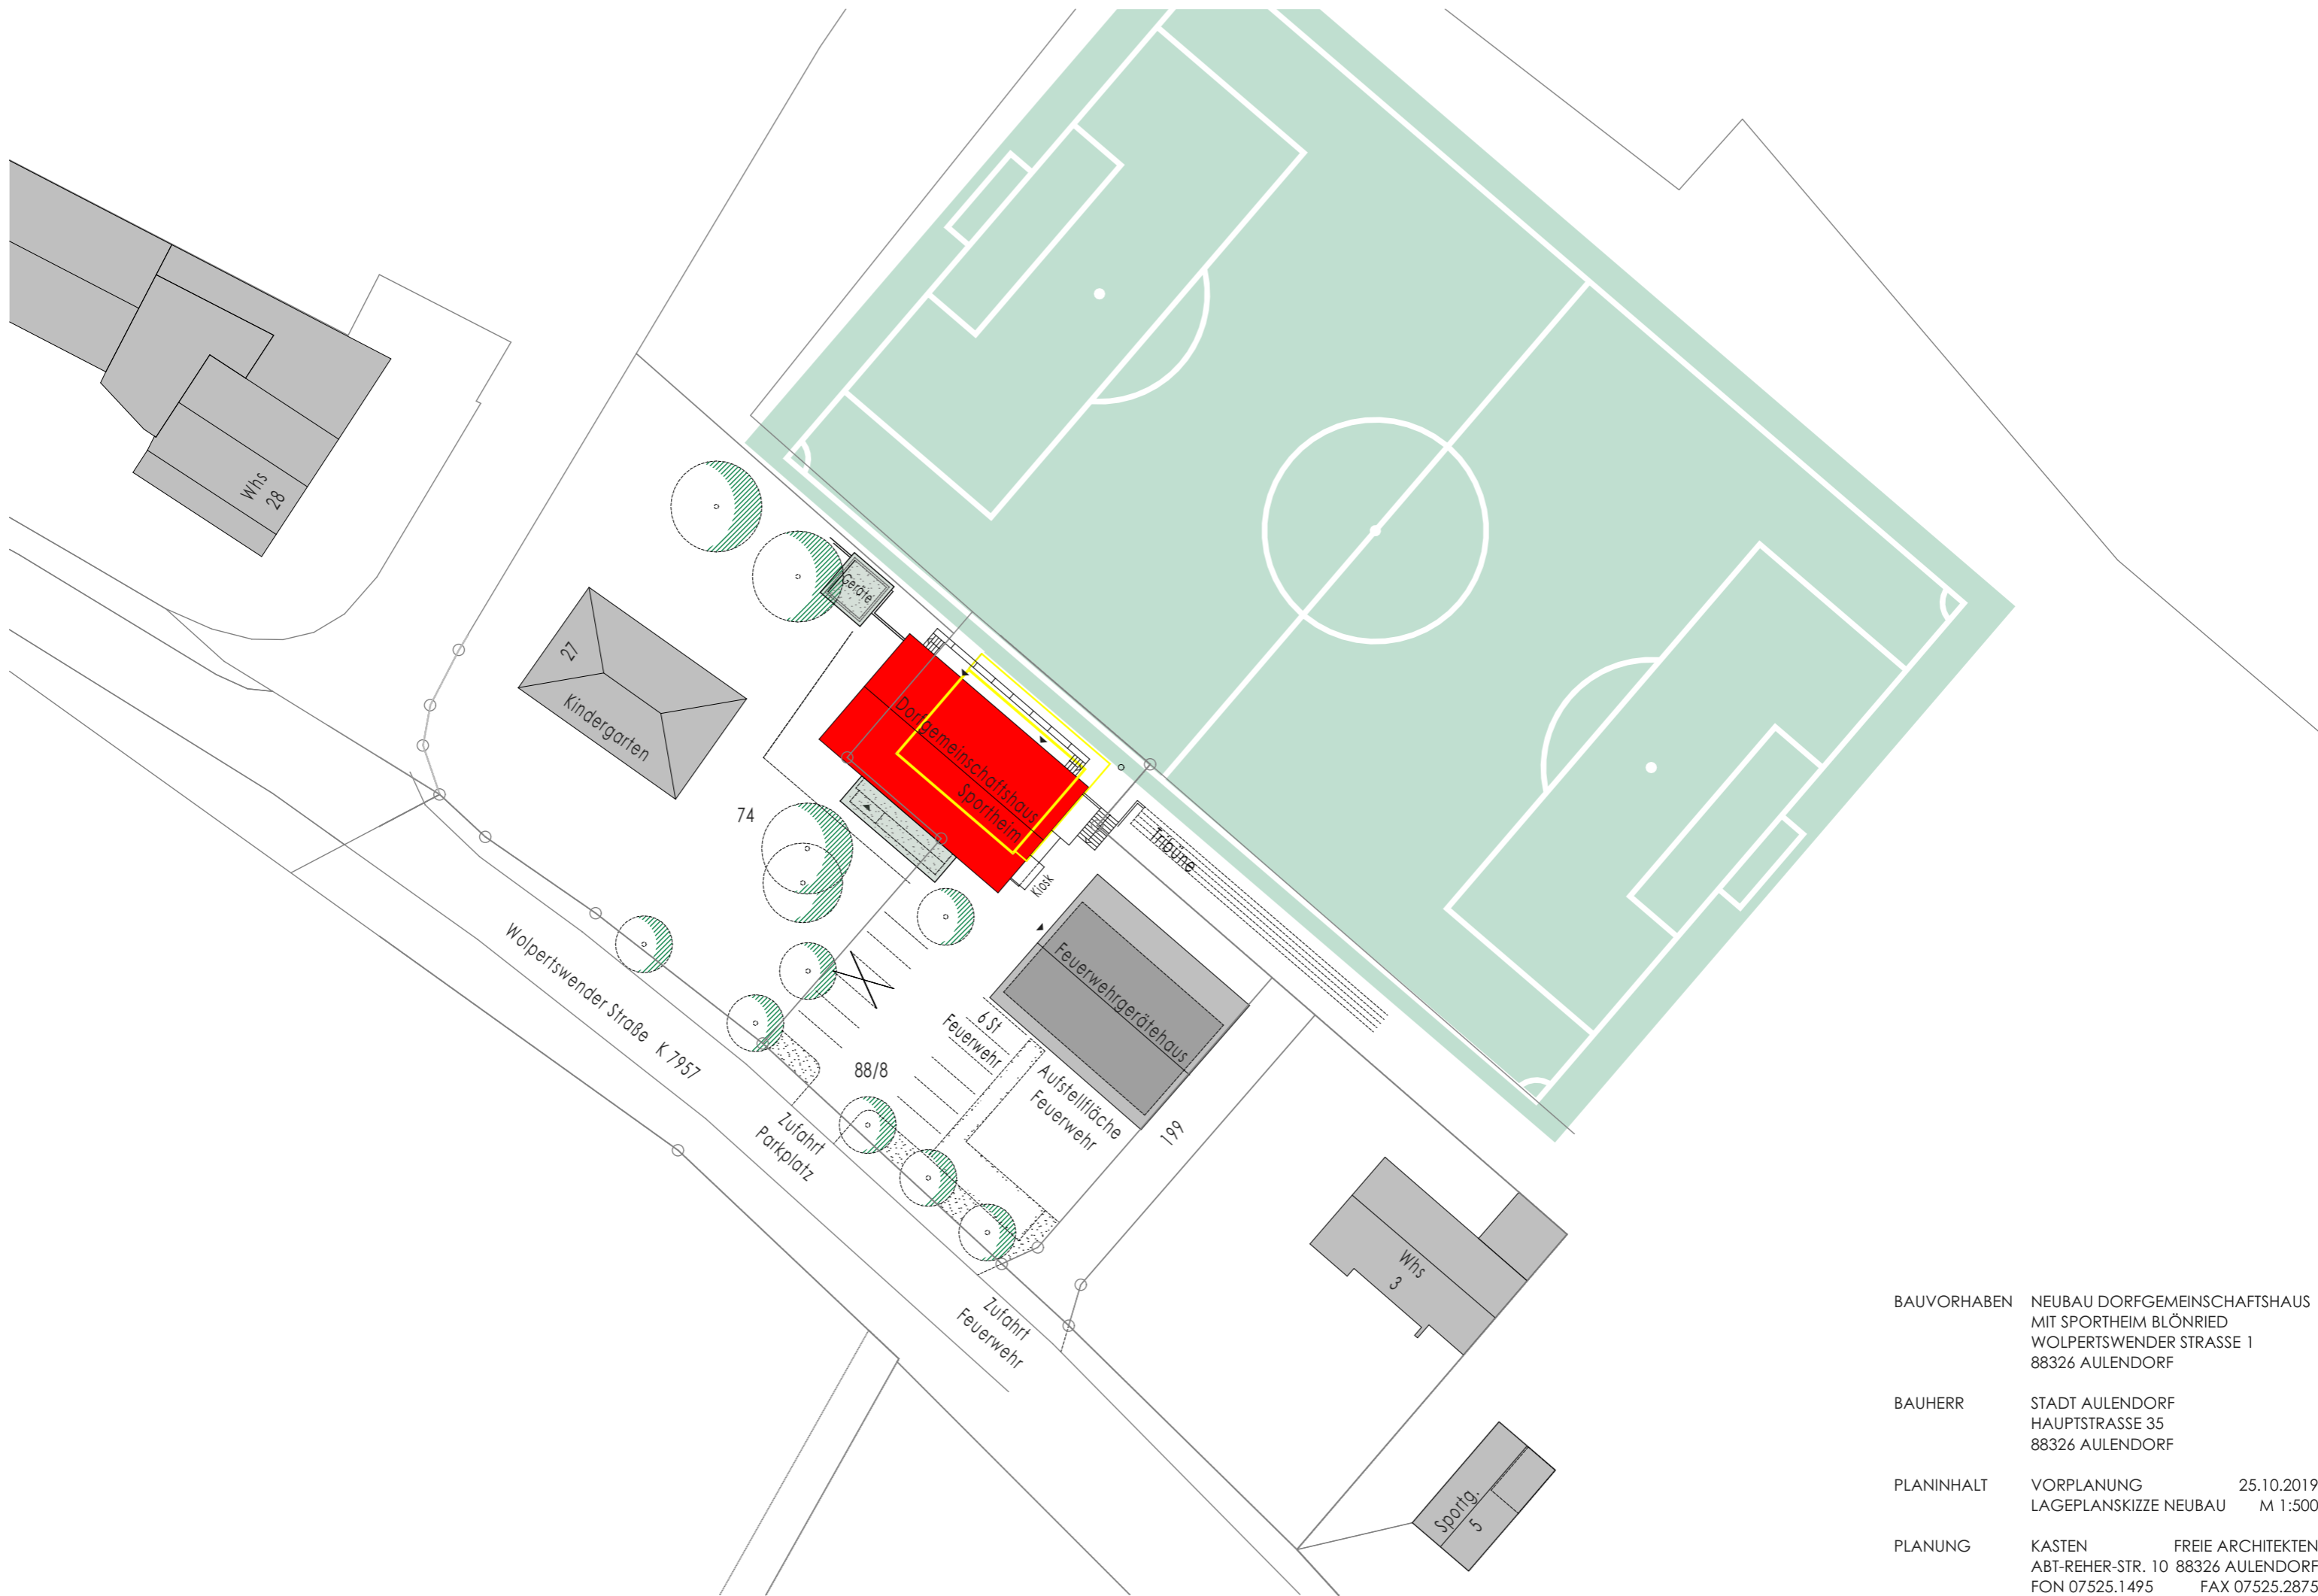 Whs
28
27
Kindergarten
Geräte
Dorfgemeinschaftshaus
Sportheim
74
Kiosk
Tribüne
Wolpertswender Straße K 7957
Feuerwehrgerätehaus
6 St
Feuerwehr
88/8
Aufstellfläche
Feuerwehr
199
Zufahrt
Parkplatz
Zufahrt
Feuerwehr
Whs
3
Sportg.
5
BAUVORHABEN NEUBAU DORFGEMEINSCHAFTSHAUS
MIT SPORTHEIM BLÖNRIED
WOLPERTSWENDER STRASSE 1
88326 AULENDORF
BAUHERR STADT AULENDORF
HAUPTSTRASSE 35
88326 AULENDORF
PLANINHALT VORPLANUNG 25.10.2019
LAGEPLANSKIZZE NEUBAU M 1:500
PLANUNG KASTEN FREIE ARCHITEKTEN
ABT-REHER-STR. 10 88326 AULENDORF
FON 07525.1495 FAX 07525.2875